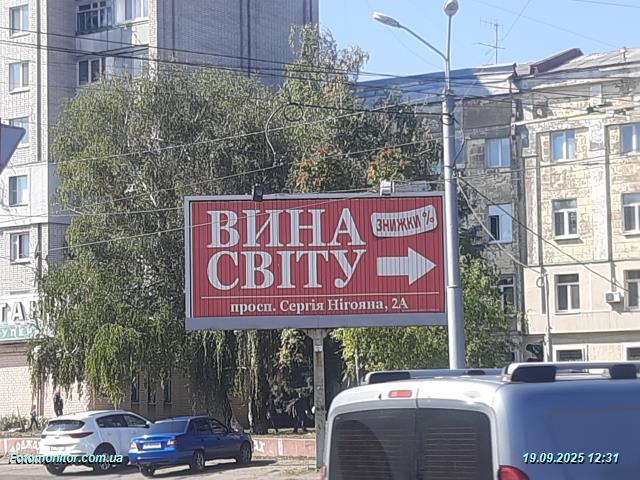 ВИНА
СВІТУ
ЗНИЖКИ %
просп. Сергія Нігояна, 2А
Fotomonitor.com.ua
19.09.2025 12:31